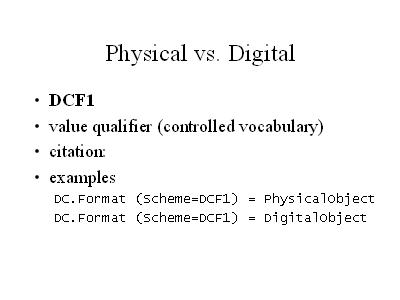 Physical vs. Digital
• DCF1
• value qualifier (controlled vocabulary)
• citation:
• examples
DC.Format (Scheme=DCF1) = PhysicalObject
DC.Format (Scheme=DCF1) = DigitalObject